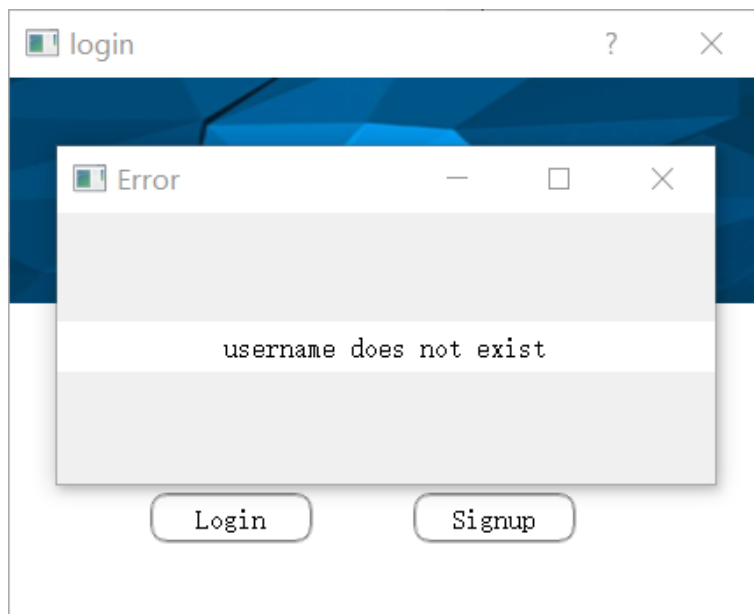 login
Error
username does not exist
Login
Signup